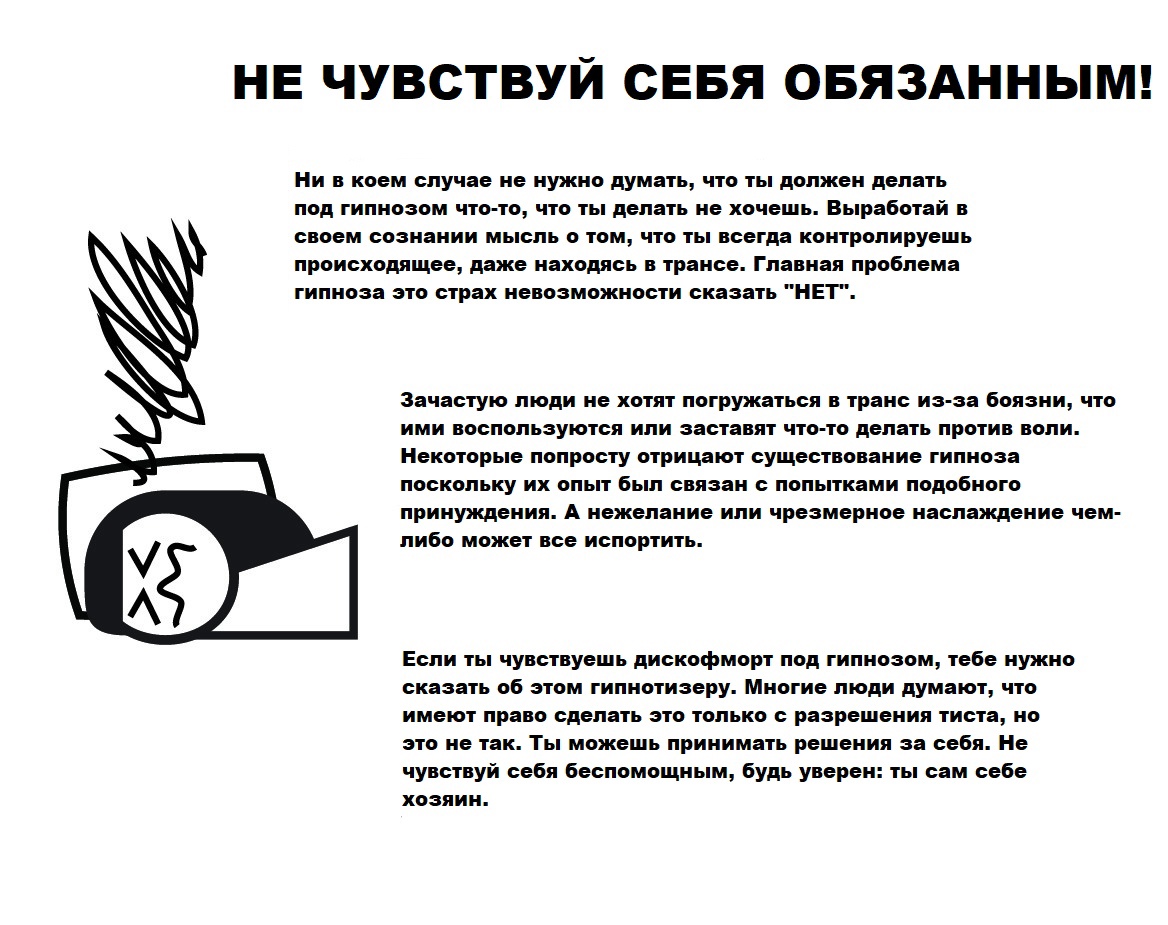 НЕ ЧУВСТВУЙ СЕБЯ ОБЯЗАННЫМ!
Ни в коем случае не нужно думать, что ты должен делать
под гипнозом что-то, что ты делать не хочешь. Выработай в
своем сознании мысль о том, что ты всегда контролируешь
происходящее, даже находясь в трансе. Главная проблема
гипноза это страх невозможности сказать "НЕТ".
Зачастую люди не хотят погружаться в транс из-за боязни, что
ими воспользуются или заставят что-то делать против воли.
Некоторые попросту отрицают существование гипноза
поскольку их опыт был связан с попытками подобного
принуждения. А нежелание или чрезмерное наслаждение чем-
либо может все испортить.
Если ты чувствуешь дискофморт под гипнозом, тебе нужно
сказать об этом гипнотизеру. Многие люди думают, что
имеют право сделать это только с разрешения тиста, но
это не так. Ты можешь принимать решения за себя. Не
чувствуй себя беспомощным, будь уверен: ты сам себе
хозяин.